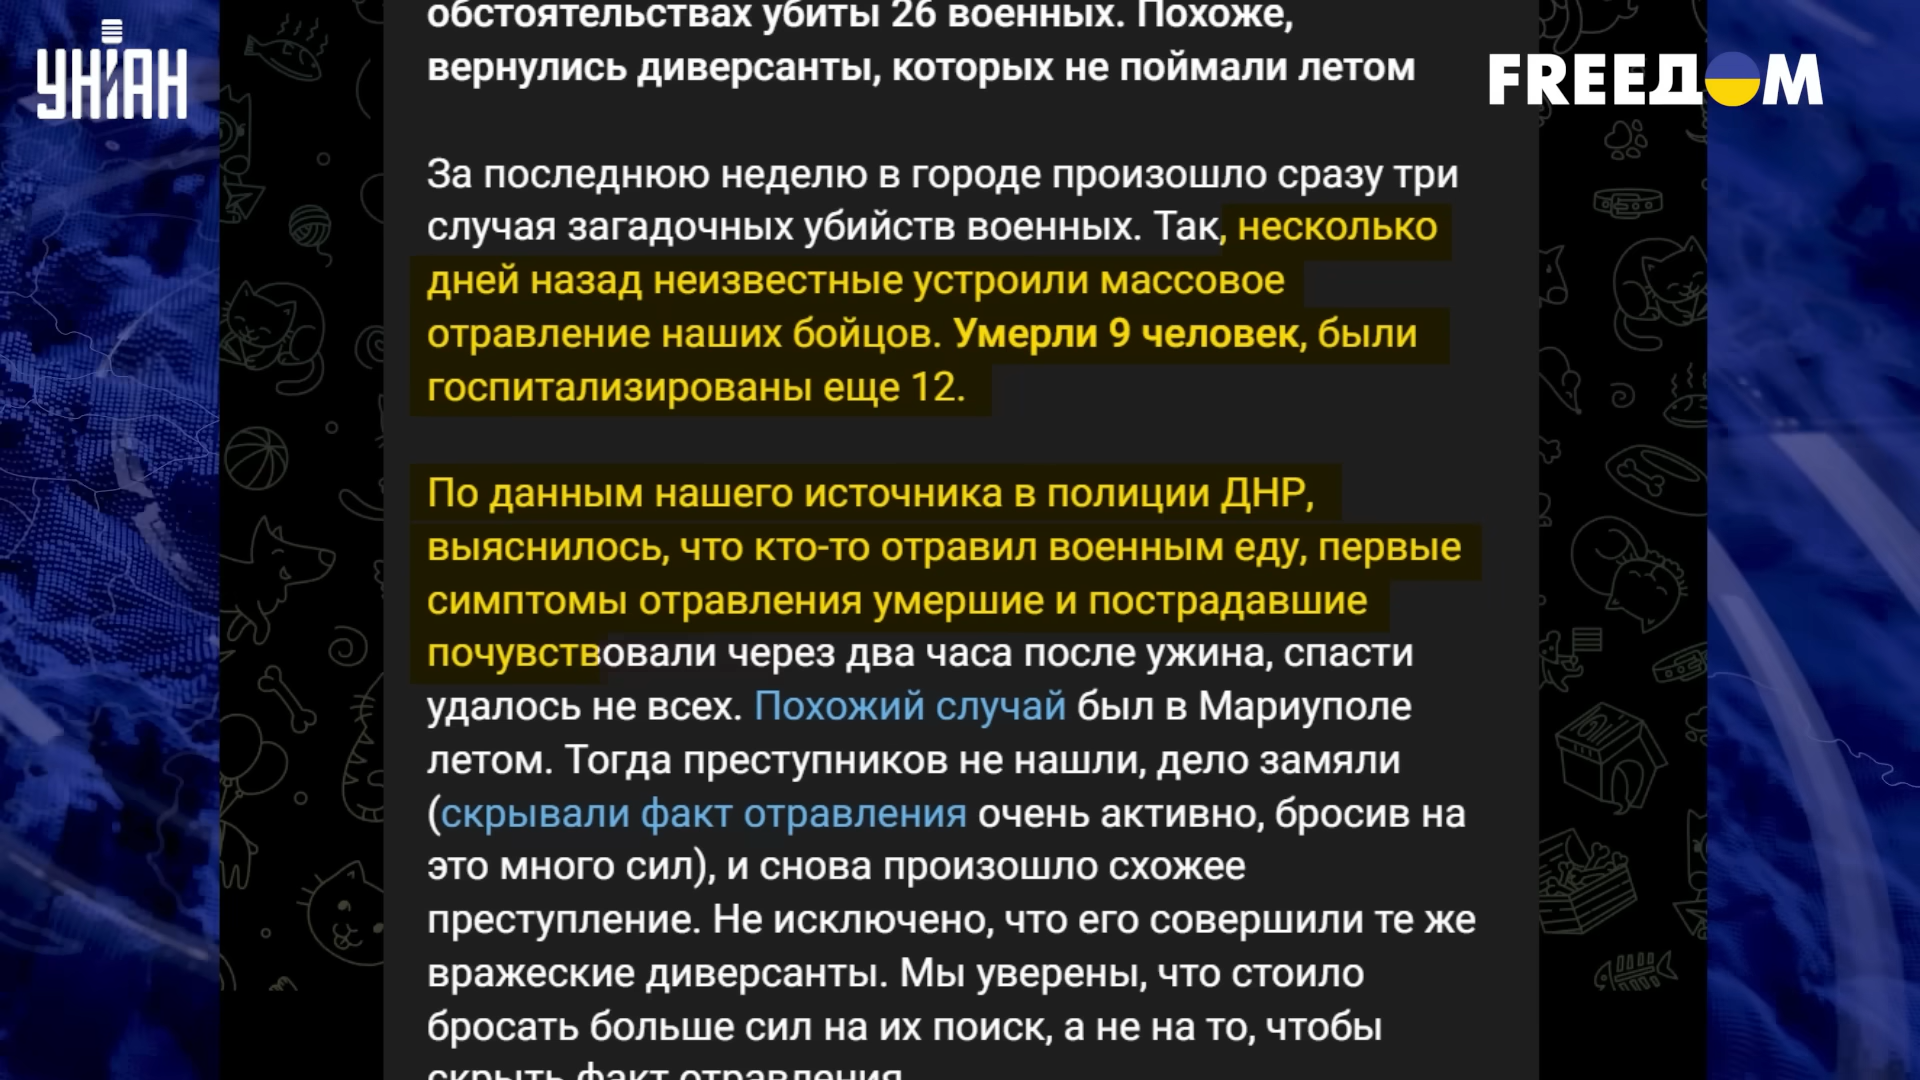 обстоятельствах убиты 26 военных. Похоже,
вернулись диверсанты, которых не поймали летом
УНІАН
FREEДOM
За последнюю неделю в городе произошло сразу три
случая загадочных убийств военных. Так, несколько
дней назад неизвестные устроили массовое
отравление наших бойцов. Умерли 9 человек, были
госпитализированы еще 12.
По данным нашего источника в полиции ДНР,
выяснилось, что кто-то отравил военным еду, первые
симптомы отравления умершие и пострадавшие
почувствовали через два часа после ужина, спасти
удалось не всех. Похожий случай был в Мариуполе
летом. Тогда преступников не нашли, дело замяли
(скрывали факт отравления очень активно, бросив на
это много сил), и снова произошло схожее
преступление. Не исключено, что его совершили те же
вражеские диверсанты. Мы уверены, что стоило
бросать больше сил на их поиск, а не на то, чтобы
скрыть факт отравления